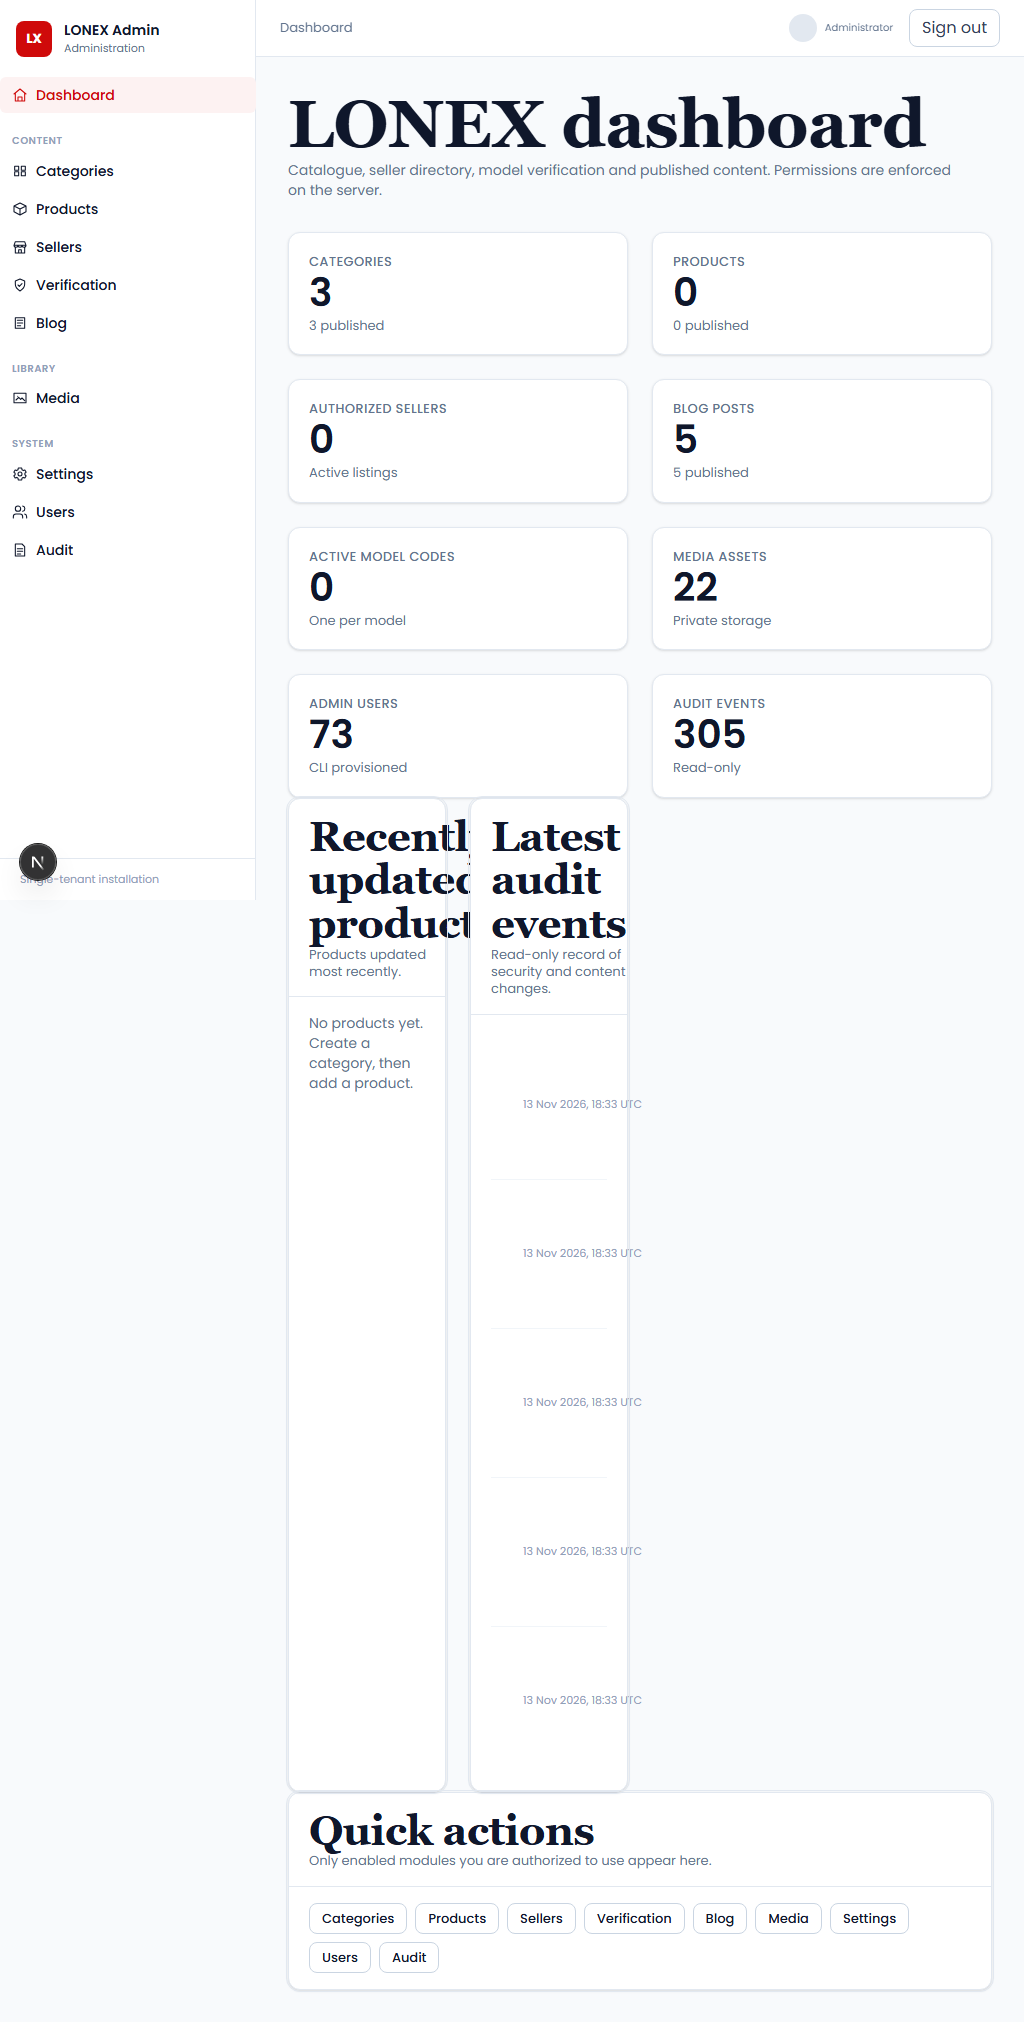 LX
LONEX Admin
Administration
Dashboard
CONTENT
Categories
Products
Sellers
Verification
Blog
LIBRARY
Media
SYSTEM
Settings
Users
Audit
N
Single-tenant installation
Dashboard
Administrator
Sign out
LONEX dashboard
Catalogue, seller directory, model verification and published content. Permissions are enforced
on the server.
CATEGORIES
3
3 published
PRODUCTS
0
0 published
AUTHORIZED SELLERS
0
Active listings
BLOG POSTS
5
5 published
ACTIVE MODEL CODES
0
One per model
MEDIA ASSETS
22
Private storage
ADMIN USERS
73
CLI provisioned
AUDIT EVENTS
305
Read-only
Recently
updated
product
Products updated
most recently.
No products yet.
Create a
category, then
add a product.
Latest
audit
events
Read-only record of
security and content
changes.
13 Nov 2026, 18:33 UTC
13 Nov 2026, 18:33 UTC
13 Nov 2026, 18:33 UTC
13 Nov 2026, 18:33 UTC
13 Nov 2026, 18:33 UTC
Quick actions
Only enabled modules you are authorized to use appear here.
Categories Products Sellers Verification Blog Media Settings
Users Audit